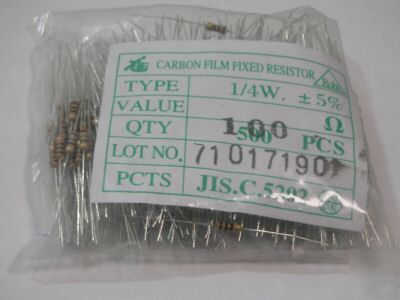 CARBON FILM FIXED RESISTOR
TYPE 1/4W. ± 5%
VALUE 100 Ω
QTY 500 PCS
LOT NO. 71017190
PCTS JIS.C.5202